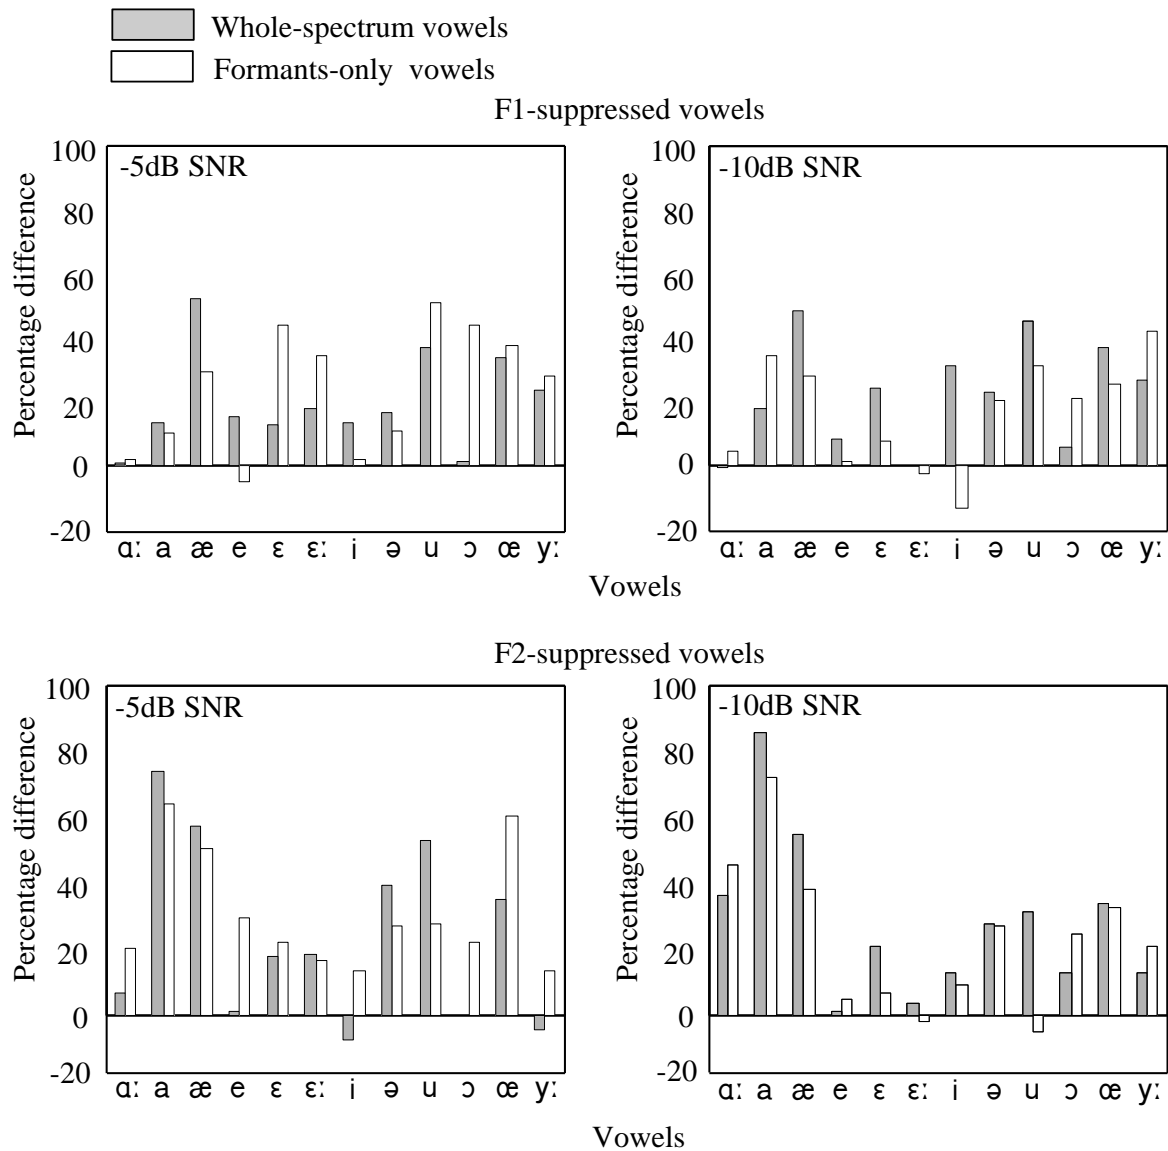 Whole-spectrum vowels
Formants-only vowels
F1-suppressed vowels
-5dB SNR
Percentage difference
100
80
60
40
20
0
-20
ɑː a æ e ɛ ɛː i ə u ɔ œ yː
-10dB SNR
Percentage difference
100
80
60
40
20
0
-20
ɑː a æ e ɛ ɛː i ə u ɔ œ yː
Vowels
F2-suppressed vowels
-5dB SNR
Percentage difference
100
80
60
40
20
0
-20
ɑː a æ e ɛ ɛː i ə u ɔ œ yː
-10dB SNR
Percentage difference
100
80
60
40
20
0
-20
ɑː a æ e ɛ ɛː i ə u ɔ œ yː
Vowels